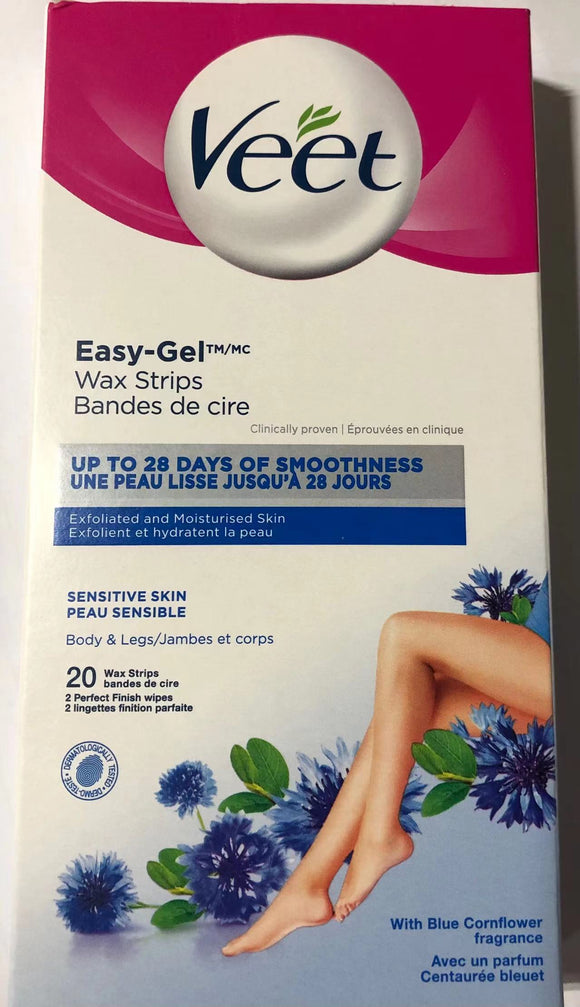 Veet
Easy-Gel™/MC
Wax Strips
Bandes de cire
Clinically proven | Éprouvées en clinique
UP TO 28 DAYS OF SMOOTHNESS
UNE PEAU LISSE JUSQU'À 28 JOURS
Exfoliated and Moisturised Skin
Exfolient et hydratent la peau
SENSITIVE SKIN
PEAU SENSIBLE
Body & Legs/Jambes et corps
20 Wax Strips
bandes de cire
2 Perfect Finish wipes
2 lingettes finition parfaite
DERMATOLOGICALLY TESTED • DERMO-TESTÉ •
With Blue Cornflower
fragrance
Avec un parfum
Centaurée bleuet